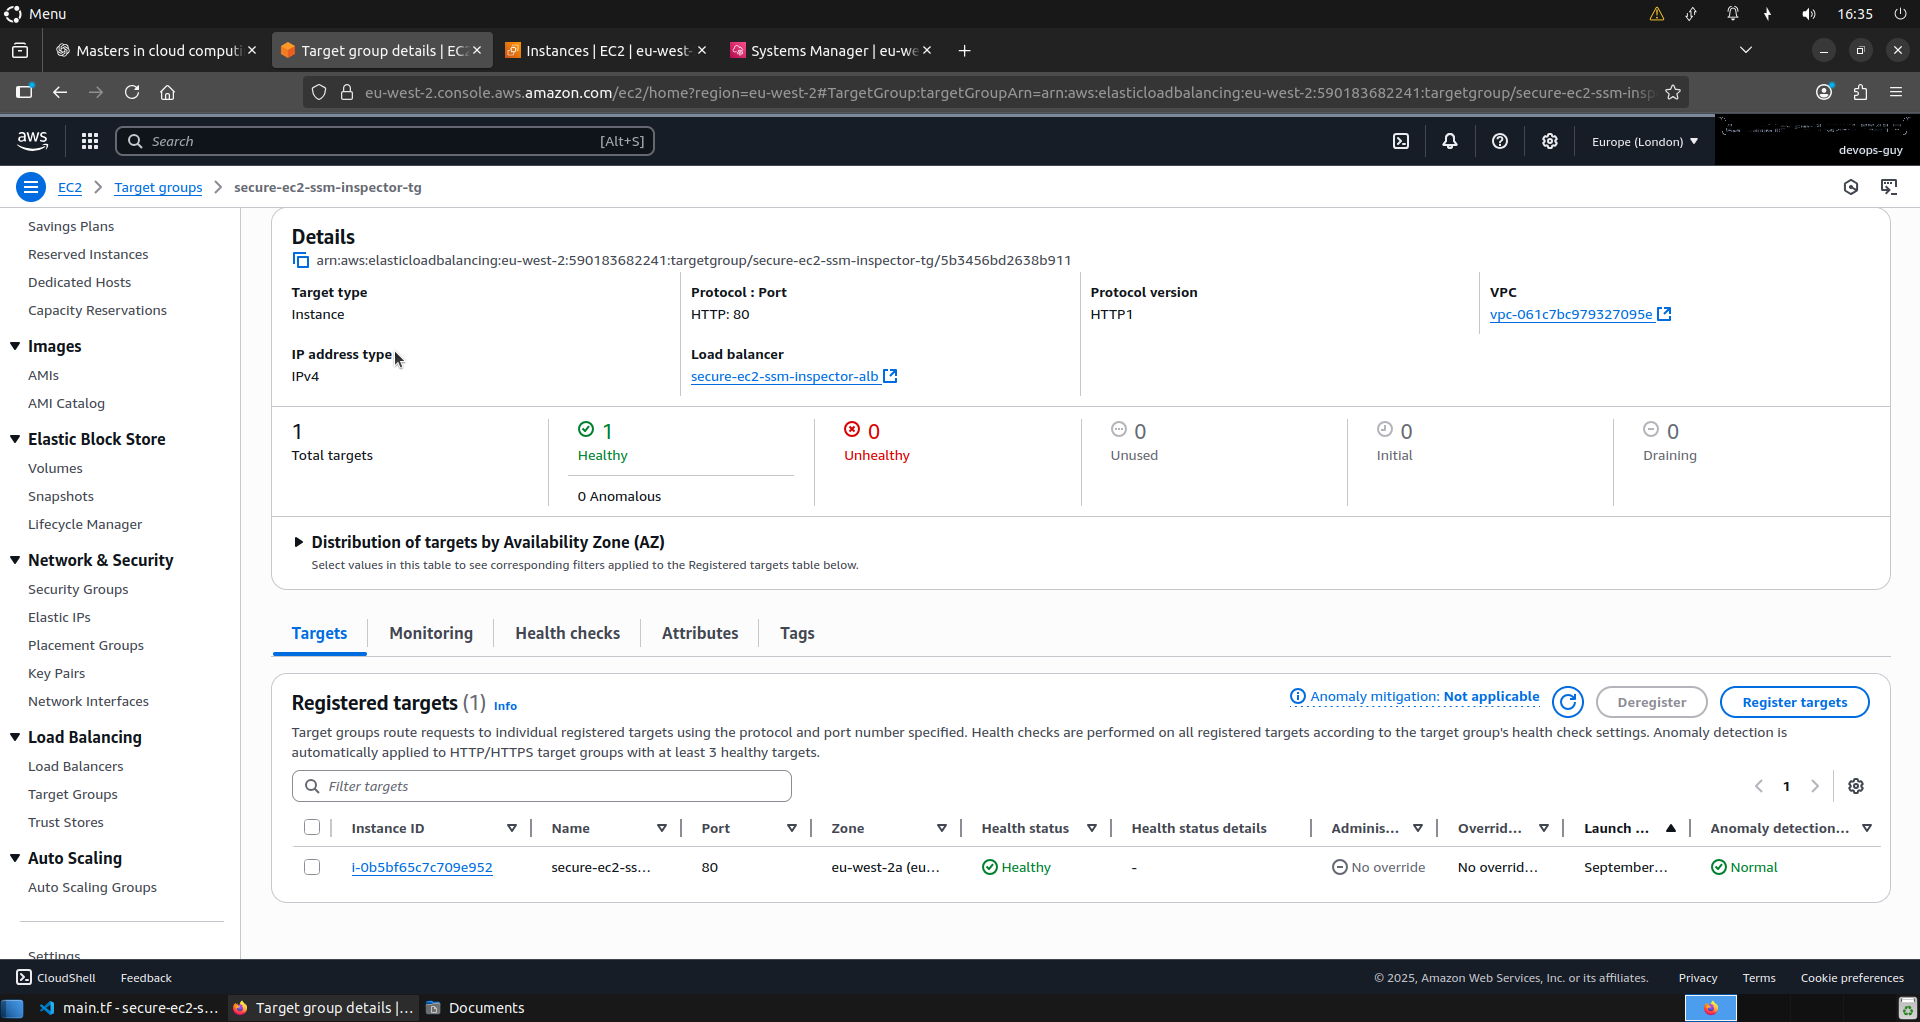 Menu
16:35
Masters in cloud computi
Target group details | EC2
Instances | EC2 | eu-west-
Systems Manager | eu-we
eu-west-2.console.aws.amazon.com/ec2/home?region=eu-west-2#TargetGroup:targetGroupArn=arn:aws:elasticloadbalancing:eu-west-2:590183682241:targetgroup/secure-ec2-ssm-insp
aws
Search
[Alt+S]
Europe (London)
devops-guy
EC2
Target groups
secure-ec2-ssm-inspector-tg
Savings Plans
Reserved Instances
Dedicated Hosts
Capacity Reservations
Images
AMIs
AMI Catalog
Elastic Block Store
Volumes
Snapshots
Lifecycle Manager
Network & Security
Security Groups
Elastic IPs
Placement Groups
Key Pairs
Network Interfaces
Load Balancing
Load Balancers
Target Groups
Trust Stores
Auto Scaling
Auto Scaling Groups
Settings
Details
arn:aws:elasticloadbalancing:eu-west-2:590183682241:targetgroup/secure-ec2-ssm-inspector-tg/5b3456bd2638b911
Target type
Instance
Protocol : Port
HTTP: 80
Protocol version
HTTP1
VPC
vpc-061c7bc979327095e
IP address type
IPv4
Load balancer
secure-ec2-ssm-inspector-alb
1
Total targets
1
Healthy
0 Anomalous
0
Unhealthy
0
Unused
0
Initial
0
Draining
Distribution of targets by Availability Zone (AZ)
Select values in this table to see corresponding filters applied to the Registered targets table below.
Targets
Monitoring
Health checks
Attributes
Tags
Registered targets (1) Info
Anomaly mitigation: Not applicable
Deregister
Register targets
Target groups route requests to individual registered targets using the protocol and port number specified. Health checks are performed on all registered targets according to the target group's health check settings. Anomaly detection is
automatically applied to HTTP/HTTPS target groups with at least 3 healthy targets.
Filter targets
1
Instance ID
Name
Port
Zone
Health status
Health status details
Adminis...
Overrid...
Launch ...
Anomaly detection...
i-0b5bf65c7c709e952
secure-ec2-ss...
80
eu-west-2a (eu...
Healthy
-
No override
No overrid...
September...
Normal
CloudShell
Feedback
© 2025, Amazon Web Services, Inc. or its affiliates.
Privacy
Terms
Cookie preferences
main.tf - secure-ec2-s...
Target group details |...
Documents